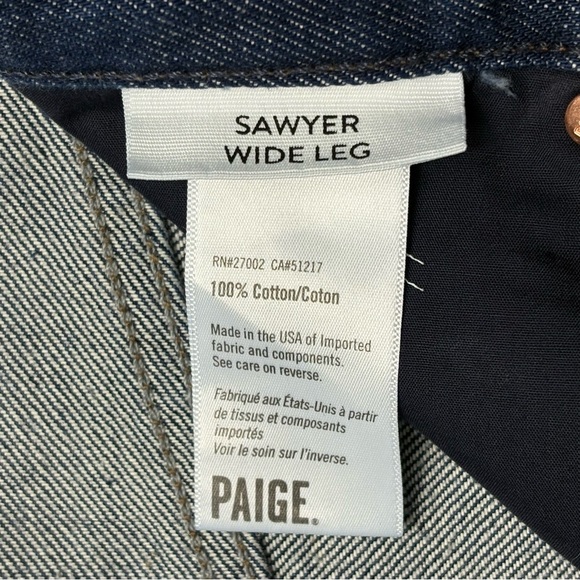 SAWYER
WIDE LEG
RN#27002 CA#51217
100% Cotton/Coton
Made in the USA of Imported
fabric and components.
See care on reverse.
Fabriqué aux États-Unis à partir
de tissus et composants
importés
Voir le soin sur l'inverse.
PAIGE®